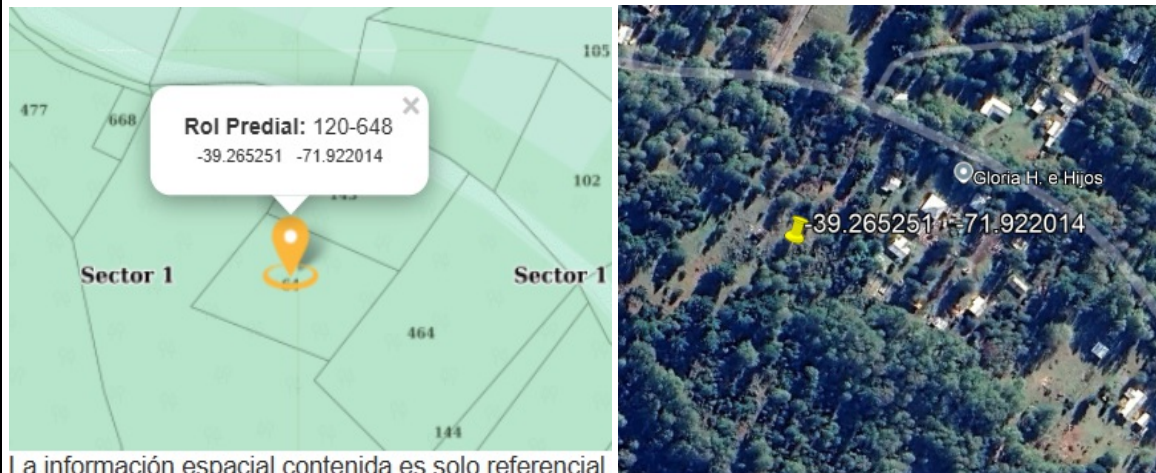 105
477
668
Rol Predial: 120-648
-39.265251 -71.922014
102
Sector 1
Sector 1
464
144
La información espacial contenida es solo referencial
Gloria H. e Hijos
-39.265251 -71.922014